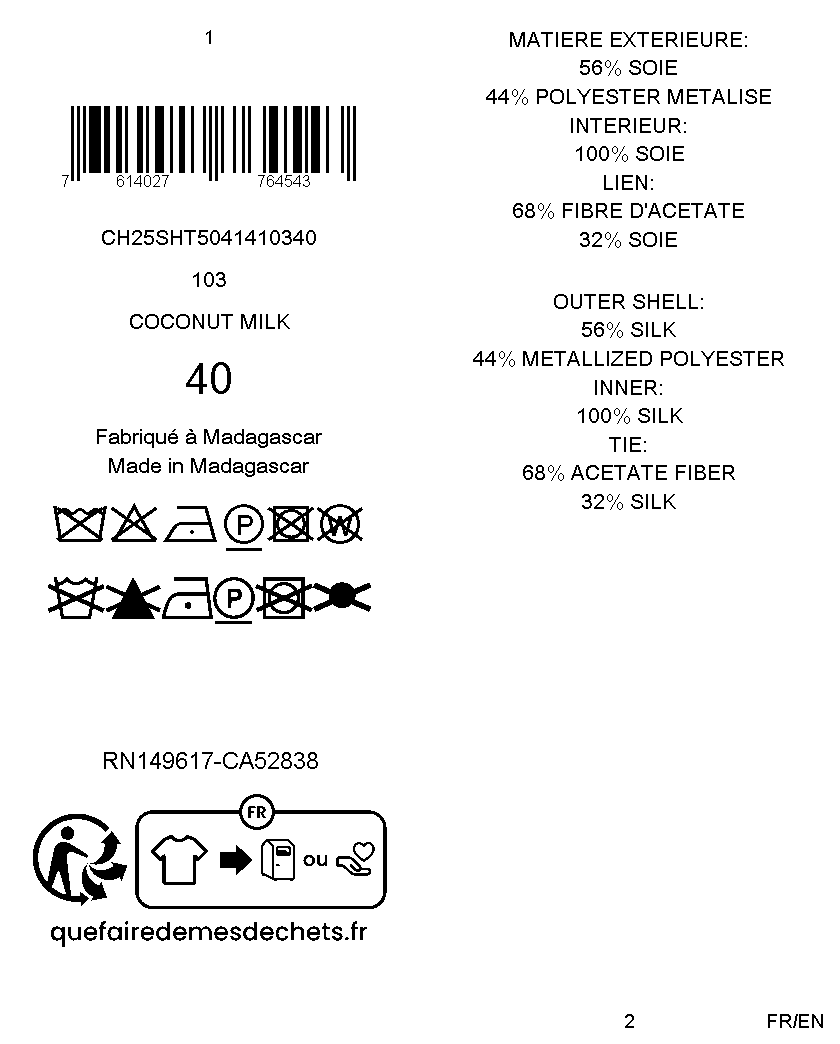 1
7 614027 764543
CH25SHT5041410340
103
COCONUT MILK
40
Fabriqué à Madagascar
Made in Madagascar
P
W
P
RN149617-CA52838
FR
ou
quefairedemesdechets.fr
MATIERE EXTERIEURE:
56% SOIE
44% POLYESTER METALISE
INTERIEUR:
100% SOIE
LIEN:
68% FIBRE D'ACETATE
32% SOIE
OUTER SHELL:
56% SILK
44% METALLIZED POLYESTER
INNER:
100% SILK
TIE:
68% ACETATE FIBER
32% SILK
2
FR/EN